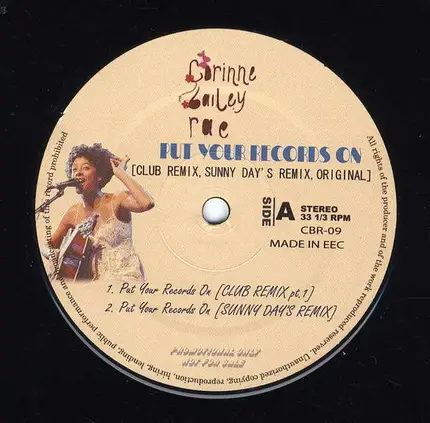 Corinne
bailey
rae
PUT YOUR RECORDS ON
[CLUB REMIX, SUNNY DAY'S REMIX, ORIGINAL]
SIDE A
STEREO
33 1/3 RPM
CBR-09
MADE IN EEC
1. Put Your Records On [CLUB REMIX pt.1]
2. Put Your Records On [SUNNY DAY'S REMIX]
PROMOTIONAL ONLY
NOT FOR SALE
All rights of the producer and of the work reproduced reserved. Unauthorized copying, reproduction, hiring, lending, public performance and broadcasting of this record prohibited